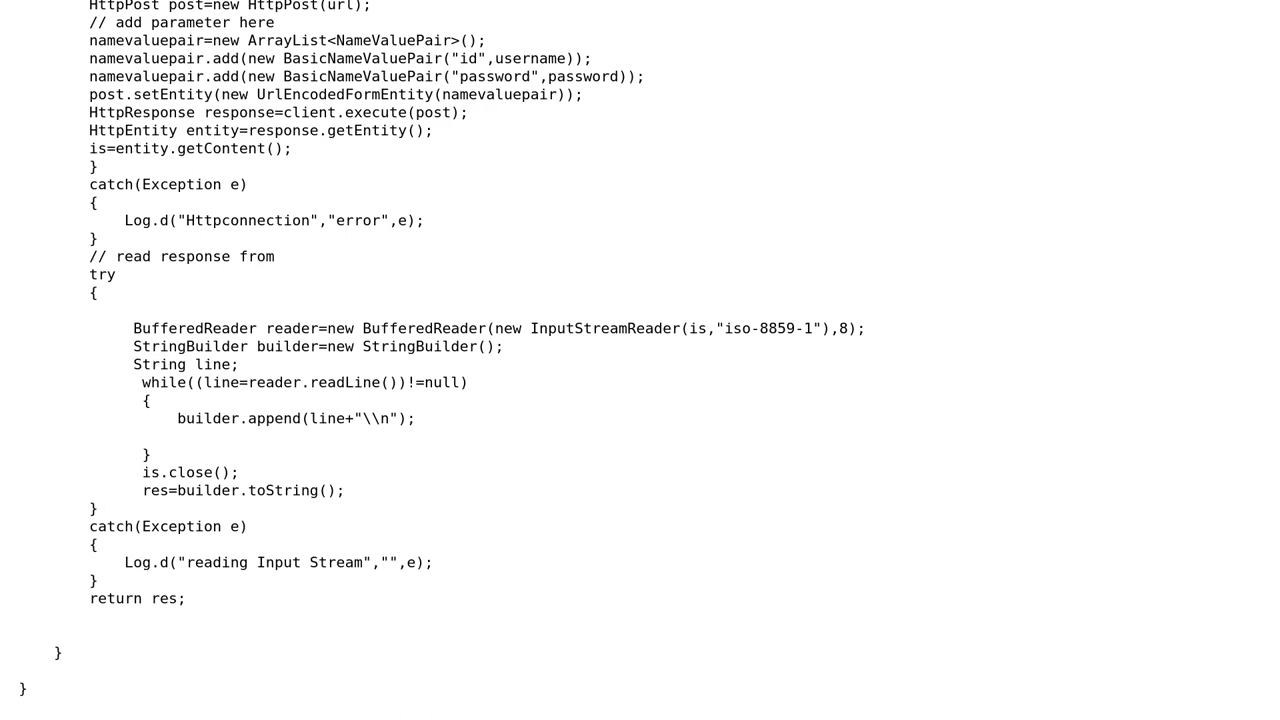 HttpPost post=new HttpPost(url);
// add parameter here
namevaluepair=new ArrayList<NameValuePair>();
namevaluepair.add(new BasicNameValuePair("id",username));
namevaluepair.add(new BasicNameValuePair("password",password));
post.setEntity(new UrlEncodedFormEntity(namevaluepair));
HttpResponse response=client.execute(post);
HttpEntity entity=response.getEntity();
is=entity.getContent();
}
catch(Exception e)
{
Log.d("Httpconnection","error",e);
}
// read response from
try
{
BufferedReader reader=new BufferedReader(new InputStreamReader(is,"iso-8859-1"),8);
StringBuilder builder=new StringBuilder();
String line;
while((line=reader.readLine())!=null)
{
builder.append(line+"\\n");
}
is.close();
res=builder.toString();
}
catch(Exception e)
{
Log.d("reading Input Stream","",e);
}
return res;
}
}